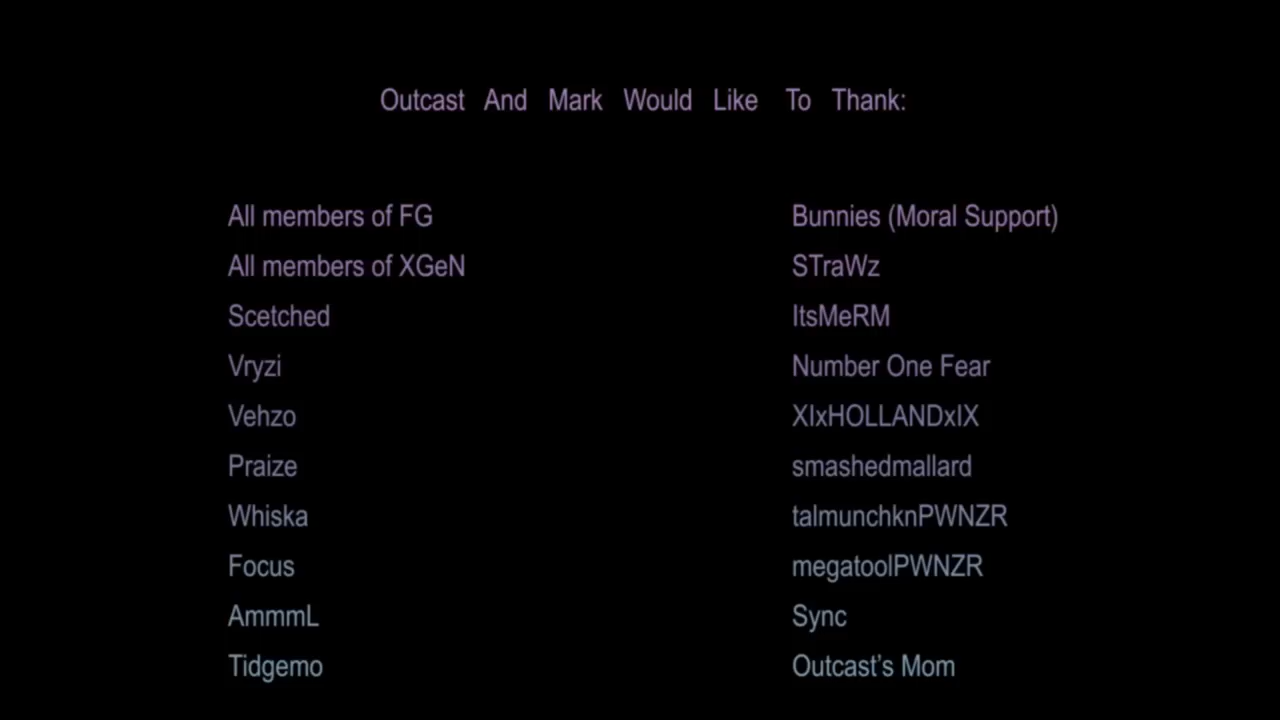 Outcast And Mark Would Like To Thank:
All members of FG
All members of XGeN
Scetched
Vryzi
Vehzo
Praize
Whiska
Focus
AmmmL
Tidgemo
Bunnies (Moral Support)
STraWz
ItsMeRM
Number One Fear
XIxHOLLANDxIX
smashedmallard
talmunchknPWNZR
megatoolPWNZR
Sync
Outcast's Mom